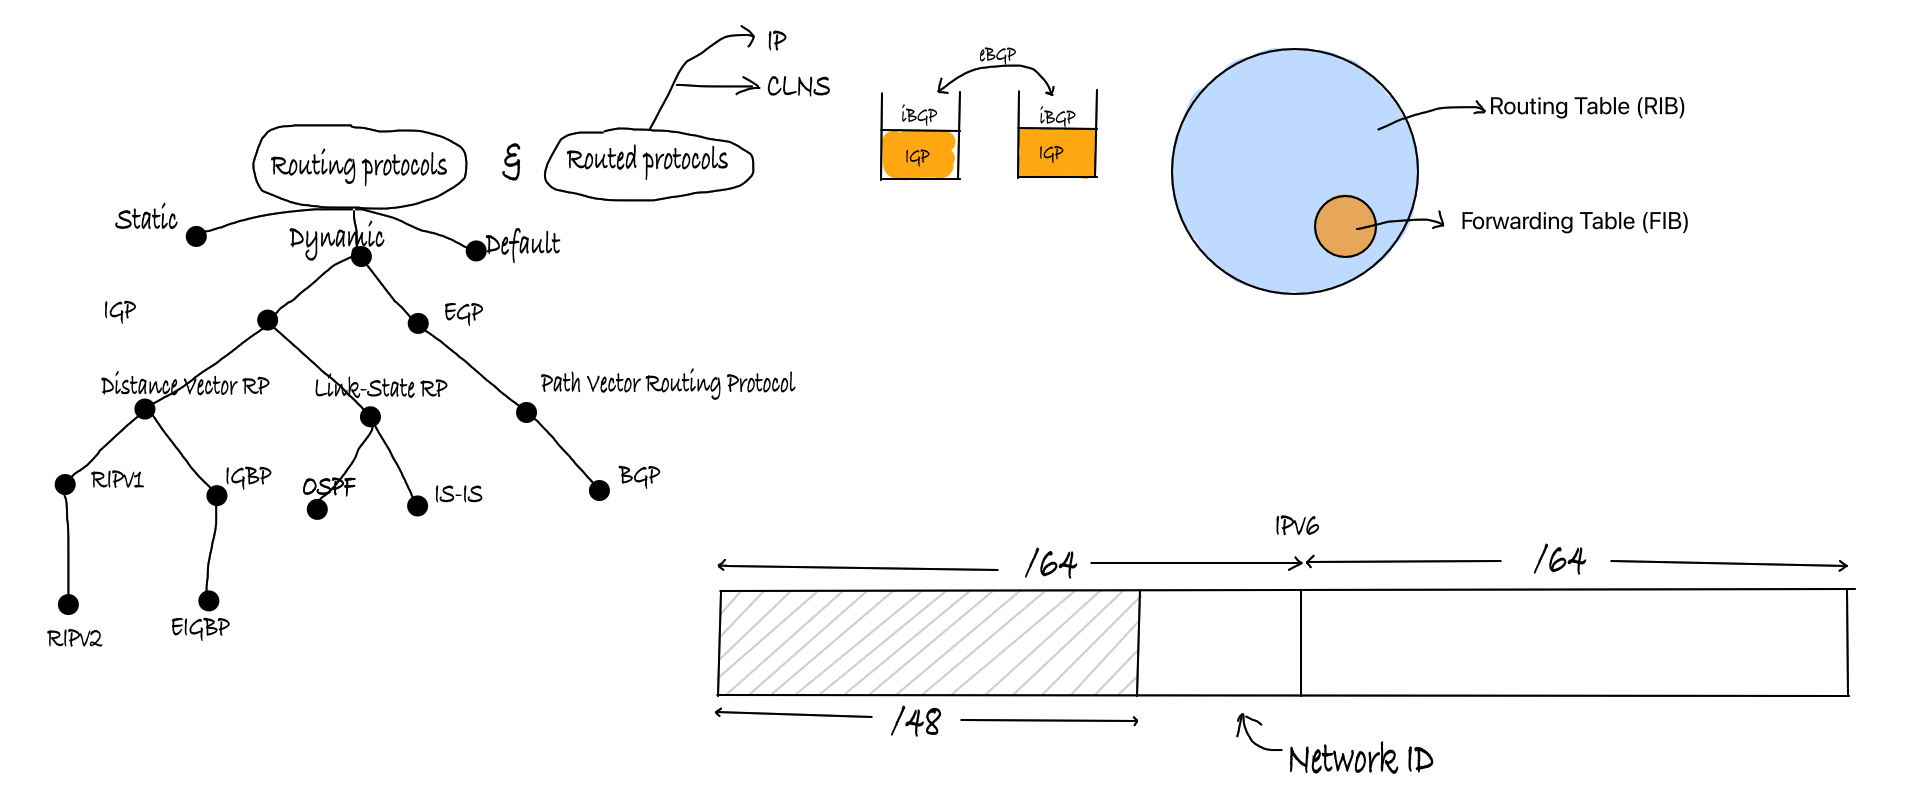 IP
CLNS
Routing protocols
&
Routed protocols
Static
Dynamic
Default
IGP
EGP
Distance Vector RP
Link-State RP
Path Vector Routing Protocol
RIPV1
IGBP
OSPF
IS-IS
BGP
RIPV2
EIGBP
eBGP
iBGP
iBGP
IGP
IGP
Routing Table (RIB)
Forwarding Table (FIB)
IPV6
/64
/64
/48
Network ID